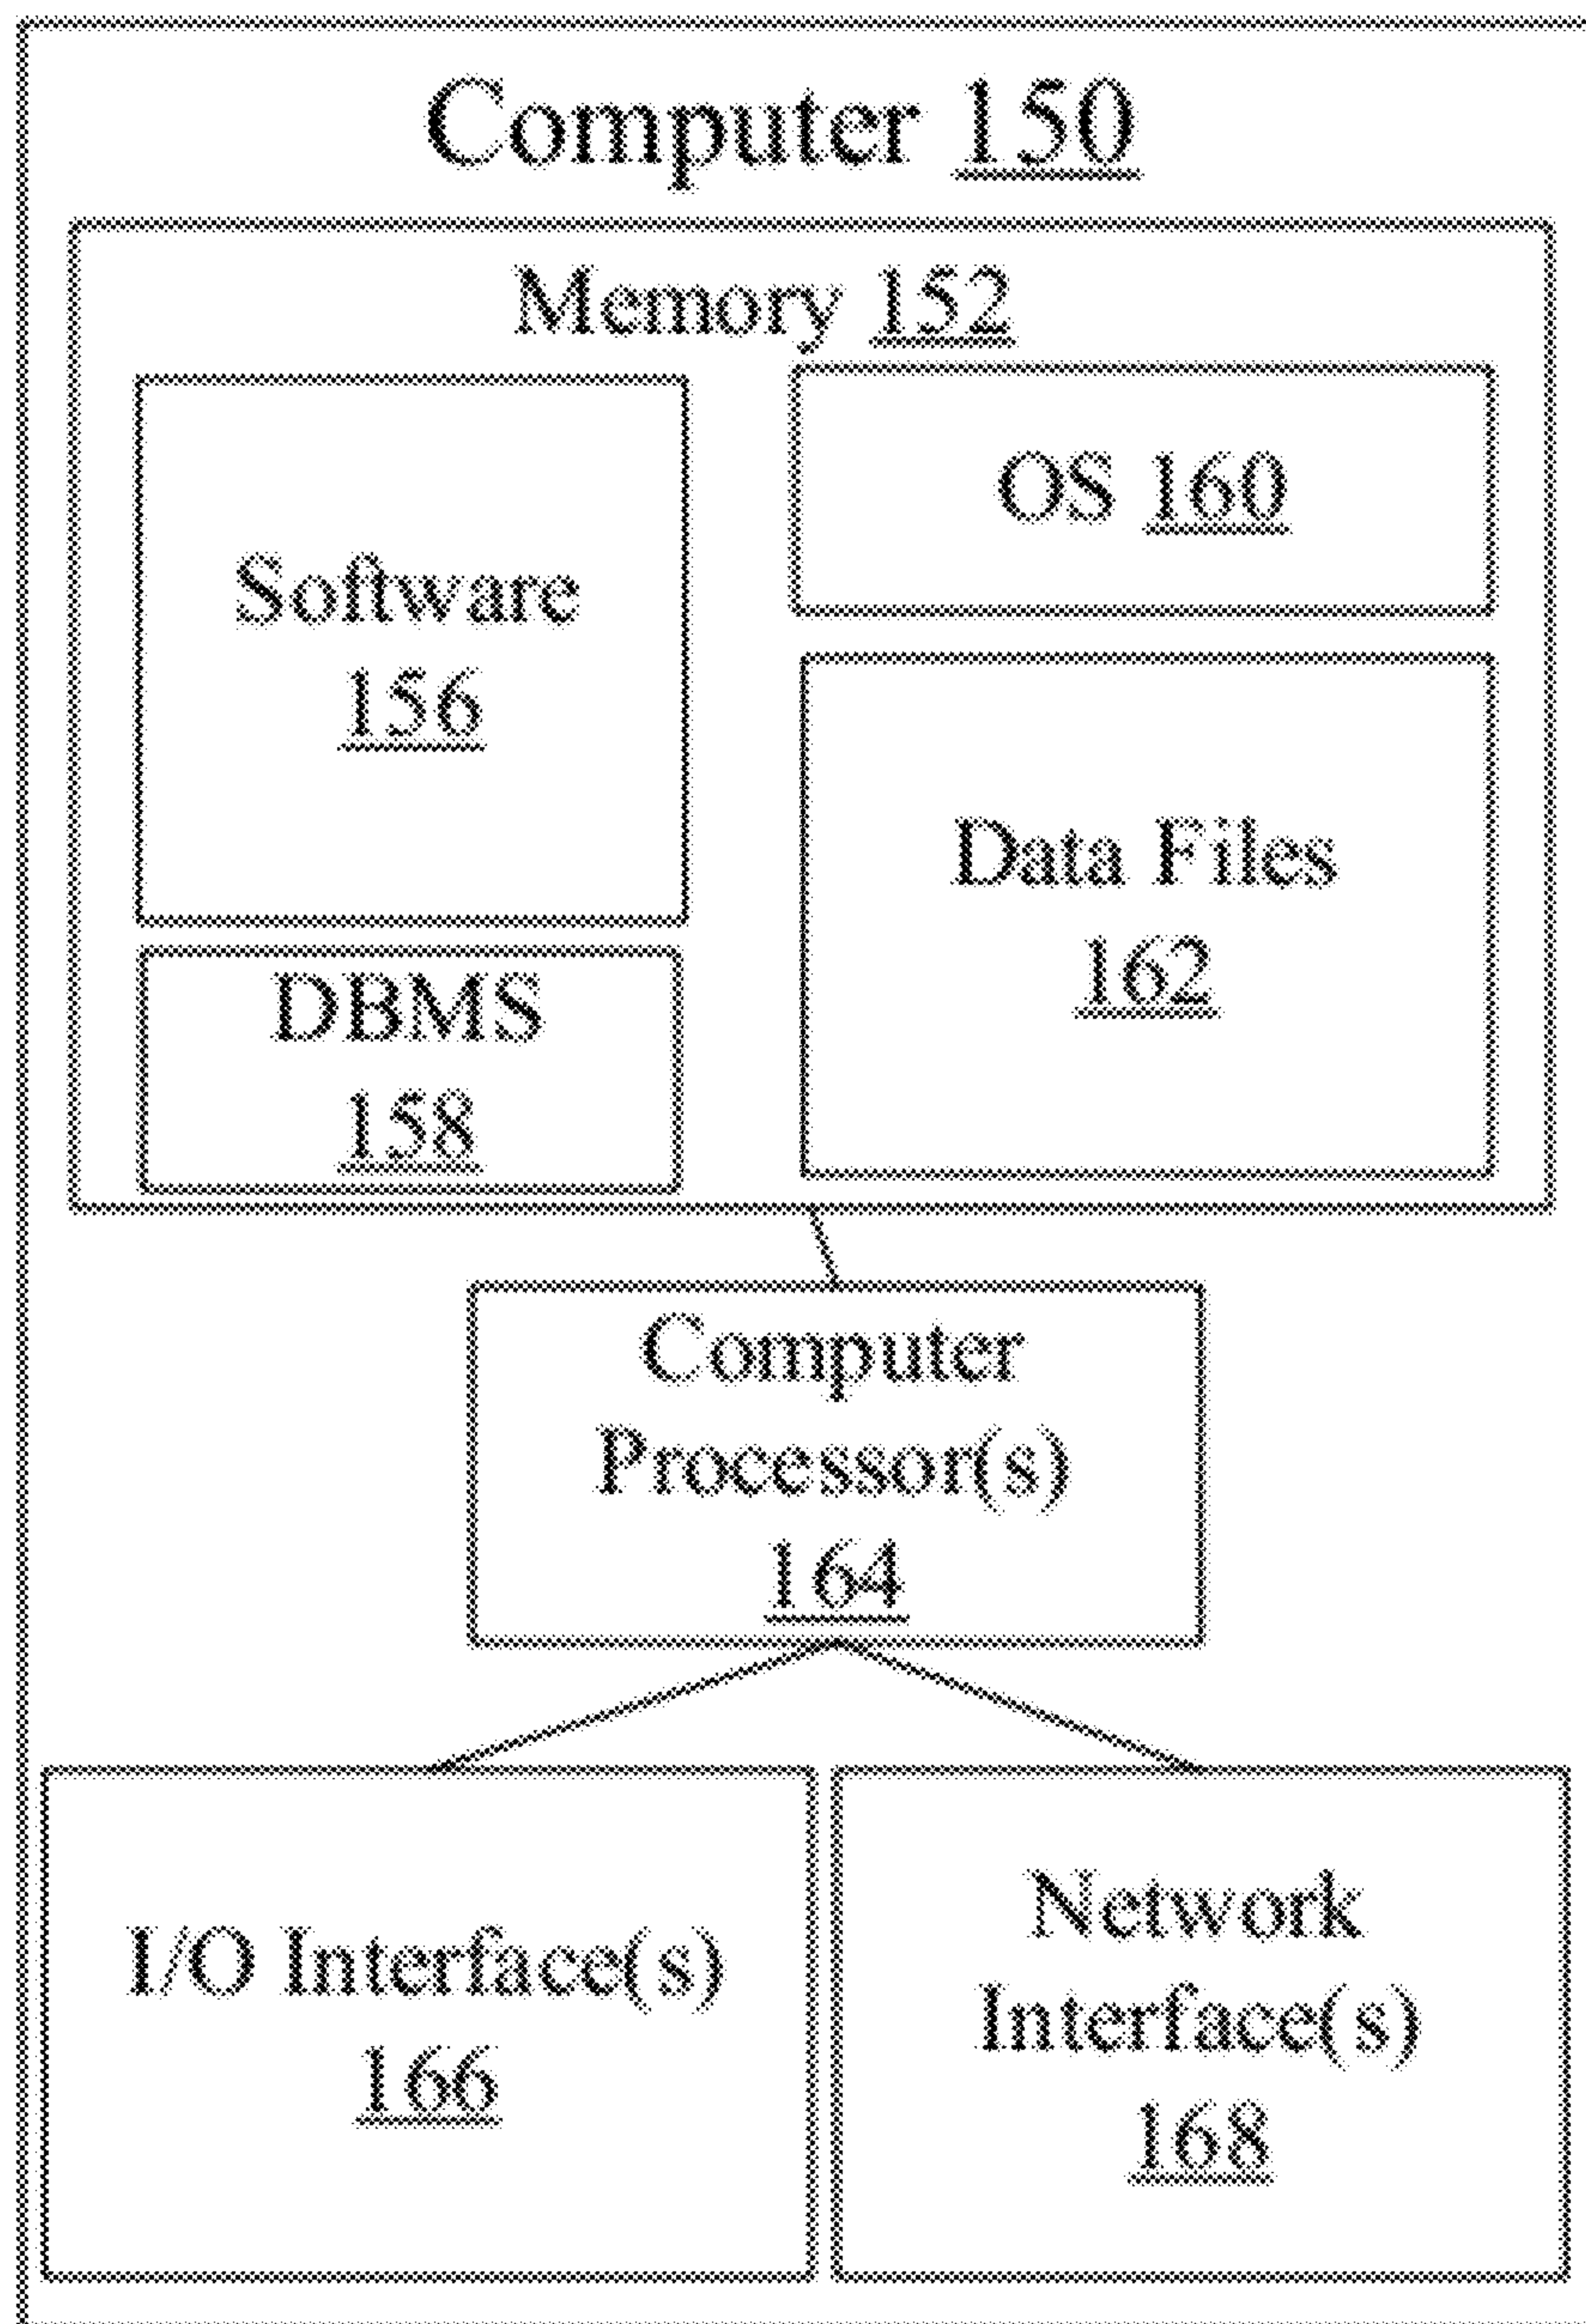 Computer 150
Memory 152
Software
156
OS 160
Data Files
162
DBMS
158
Computer
Processor(s)
164
I/O Interface(s)
166
Network
Interface(s)
168